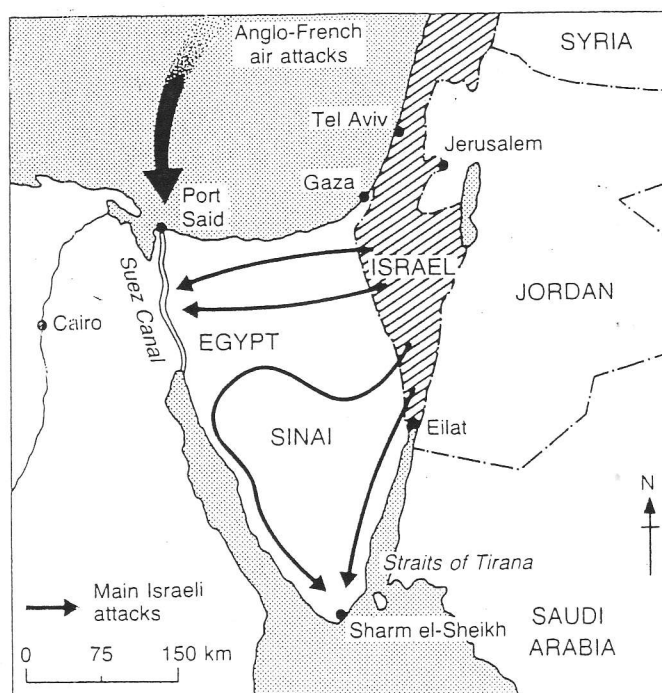 Anglo-French
air attacks
SYRIA
Tel Aviv
Jerusalem
Gaza
Port
Said
ISRAEL
Suez Canal
JORDAN
Cairo
EGYPT
SINAI
Eilat
N
Straits of Tirana
Main Israeli
attacks
Sharm el-Sheikh
SAUDI
ARABIA
0 75 150 km